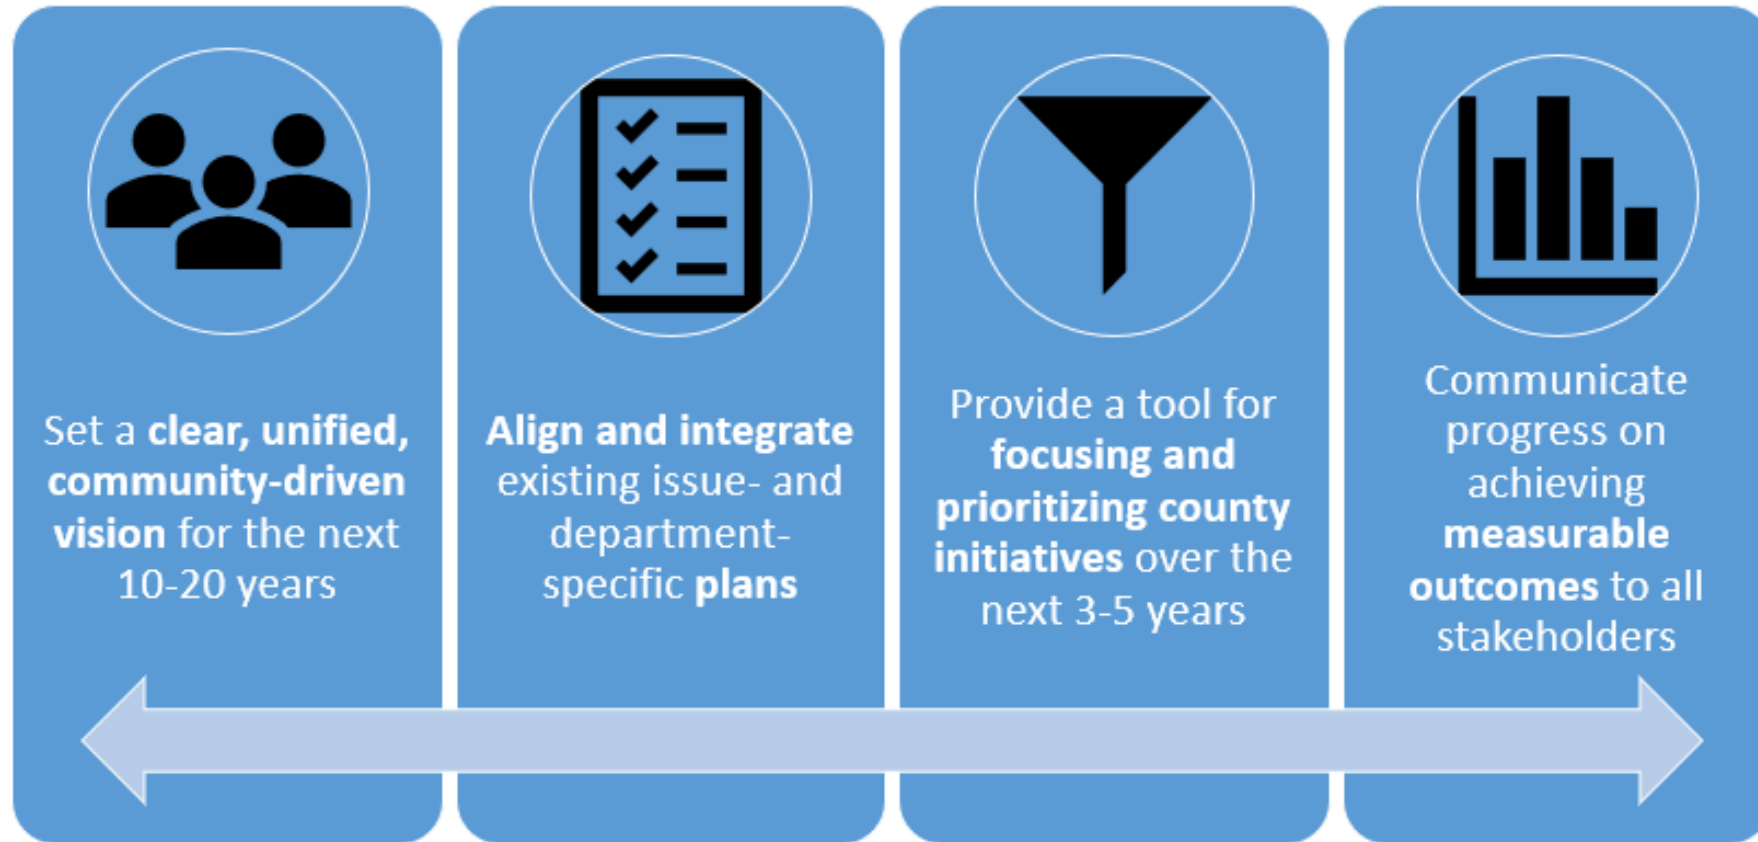 Set a clear, unified,
community-driven
vision for the next
10-20 years
Align and integrate
existing issue- and
department-
specific plans
Provide a tool for
focusing and
prioritizing county
initiatives over the
next 3-5 years
Communicate
progress on
achieving
measurable
outcomes to all
stakeholders